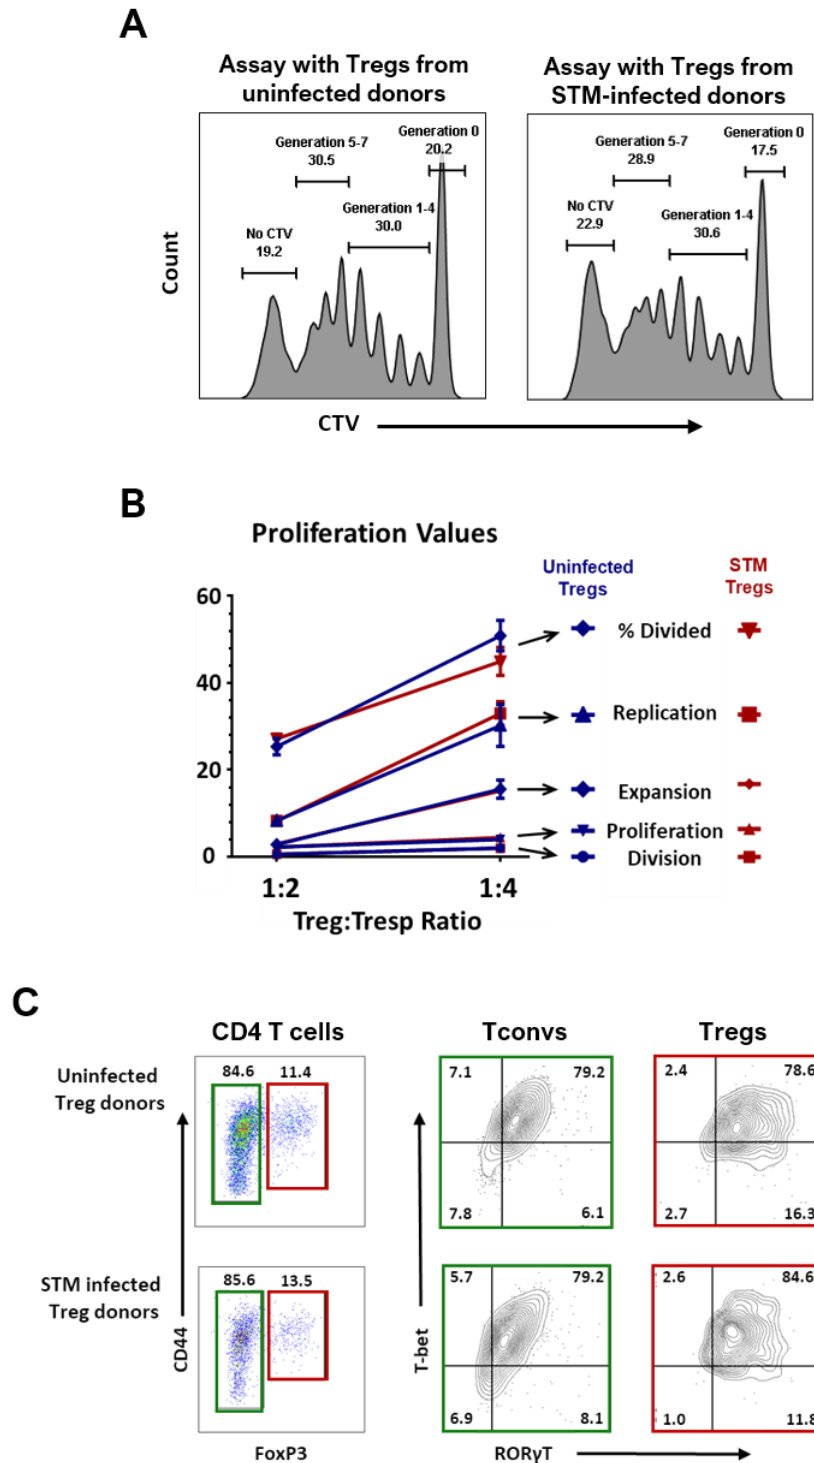 A
Assay with Tregs from
uninfected donors
Assay with Tregs from
STM-infected donors
Generation 0
20.2
Generation 5-7
30.5
Generation 1-4
30.0
No CTV
19.2
Generation 0
17.5
Generation 5-7
28.9
Generation 1-4
30.6
No CTV
22.9
Count
CTV
B
Proliferation Values
Uninfected
Tregs
STM
Tregs
60
40
20
0
% Divided
Replication
Expansion
Proliferation
Division
1:2
1:4
Treg:Tresp Ratio
C
CD4 T cells
Tconvs
Tregs
Uninfected
Treg donors
84.6
11.4
7.1
79.2
7.8
6.1
2.4
78.6
2.7
16.3
STM infected
Treg donors
85.6
13.5
5.7
79.2
6.9
8.1
2.6
84.6
1.0
11.8
CD44
T-bet
FoxP3
RORγT